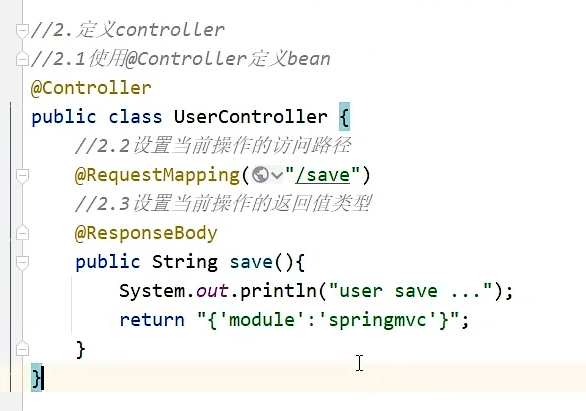 //2.定义controller
//2.1使用@Controller定义bean
@Controller
public class UserController {
//2.2设置当前操作的访问路径
@RequestMapping("/save")
//2.3设置当前操作的返回值类型
@ResponseBody
public String save(){
System.out.println("user save ...");
return "{'module':'springmvc'}";
}
}